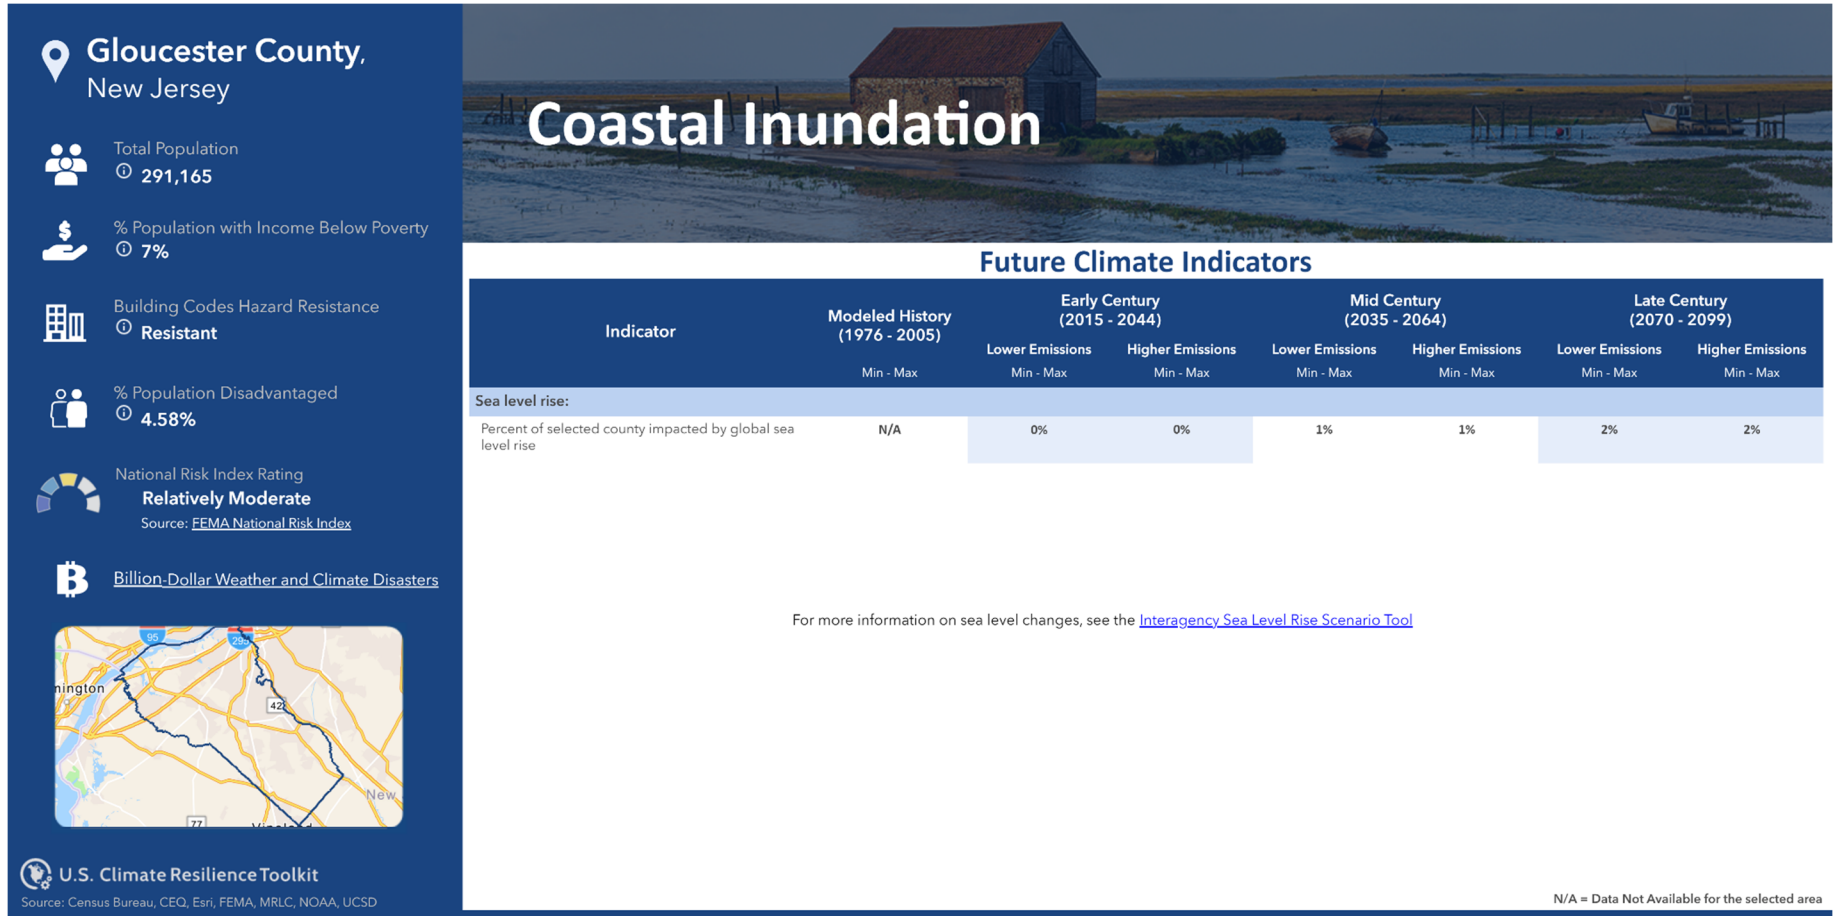 Gloucester County,
New Jersey
Total Population
291,165
% Population with Income Below Poverty
7%
Building Codes Hazard Resistance
Resistant
% Population Disadvantaged
4.58%
National Risk Index Rating
Relatively Moderate
Source: FEMA National Risk Index
Billion-Dollar Weather and Climate Disasters
95
295
mington
42
New
77
Vineland
U.S. Climate Resilience Toolkit
Source: Census Bureau, CEQ, Esri, FEMA, MRLC, NOAA, UCSD
Coastal Inundation
Future Climate Indicators
Indicator
Modeled History
(1976 - 2005)
Early Century
(2015 - 2044)
Mid Century
(2035 - 2064)
Late Century
(2070 - 2099)
Lower Emissions Higher Emissions Lower Emissions Higher Emissions Lower Emissions Higher Emissions
Min - Max Min - Max Min - Max Min - Max Min - Max Min - Max Min - Max
Sea level rise:
Percent of selected county impacted by global sea
level rise
N/A 0% 0% 1% 1% 2% 2%
For more information on sea level changes, see the Interagency Sea Level Rise Scenario Tool
N/A = Data Not Available for the selected area